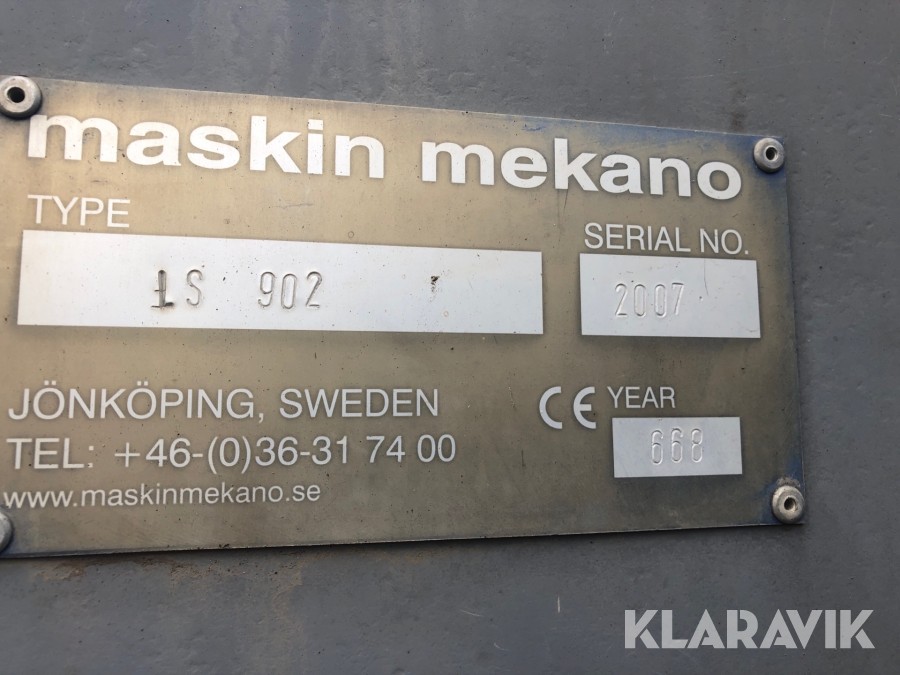 maskin mekano
TYPE
LS 902
SERIAL NO.
2007
JÖNKÖPING, SWEDEN
CE YEAR
TEL: +46-(0)36-31 74 00
668
www.maskinmekano.se
KLARAVIK